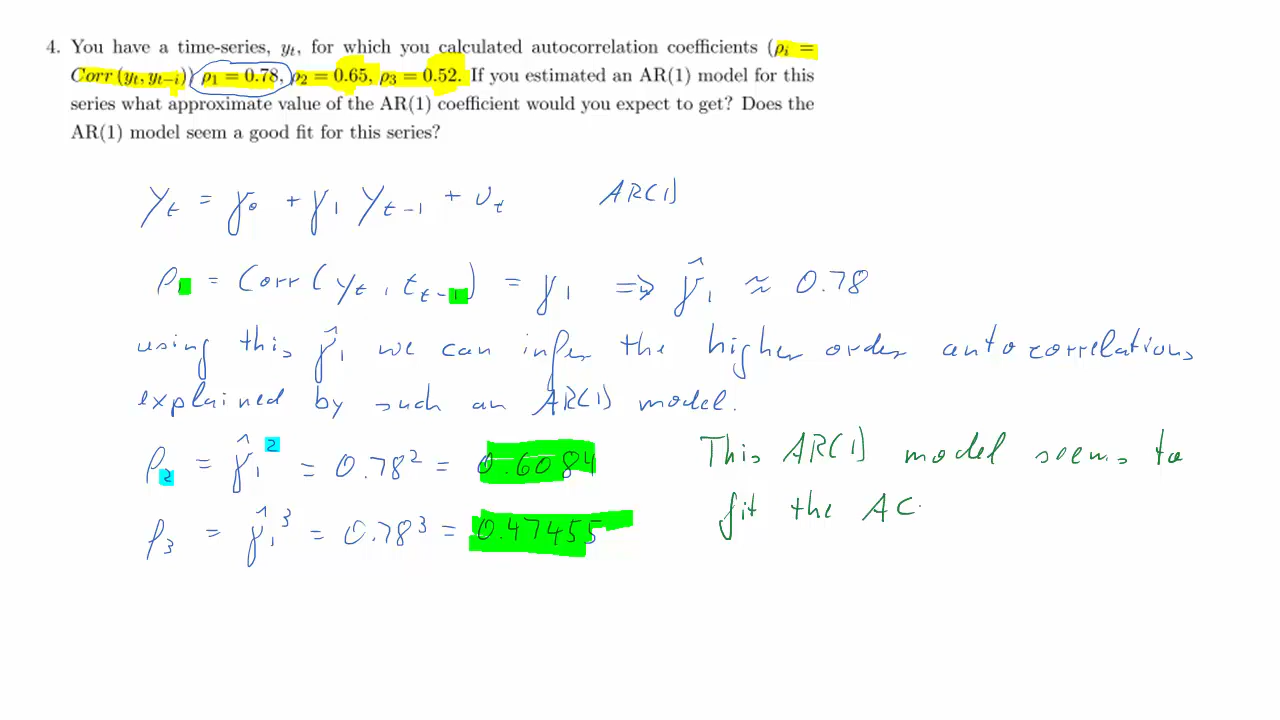 4. You have a time-series, yt, for which you calculated autocorrelation coefficients (ρi =
Corr (yt, yt−i)) ρ1 = 0.78, ρ2 = 0.65, ρ3 = 0.52. If you estimated an AR(1) model for this
series what approximate value of the AR(1) coefficient would you expect to get? Does the
AR(1) model seem a good fit for this series?
yt = γ0 + γ1 yt−1 + υt AR(1)
ρ1 = Corr( yt , tt−1) = γ1 ⇒ γ̂1 ≈ 0.78
using this γ̂1 we can infer the higher order autocorrelations
explained by such an AR(1) model.
ρ2 = γ̂1² = 0.78² = 0.6084
ρ3 = γ̂1³ = 0.78³ = 0.47455
This AR(1) model seems to
fit the AC